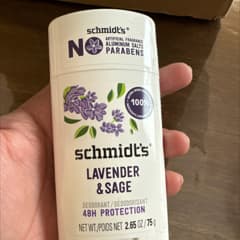 schmidt's
NO ARTIFICIAL FRAGRANCE
ALUMINUM SALTS
PARABENS
100%
schmidt's
LAVENDER
& SAGE
DEODORANT / DÉODORISANT
48H PROTECTION
NET WT./POIDS NET 2.65 OZ / 75 g